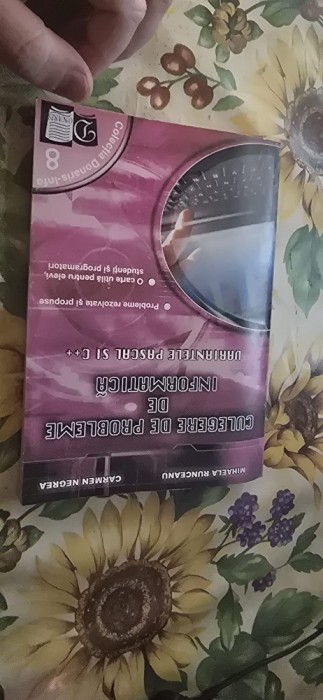 MIHAELA RUNCEANU CARMEN NEGREA
CULEGERE DE PROBLEME
DE
INFORMATICĂ
VARIANTELE PASCAL ŞI C++
Probleme rezolvate şi propuse
O carte utilă pentru elevi,
studenţi şi programatori
8
Colecţia Donaris-Info